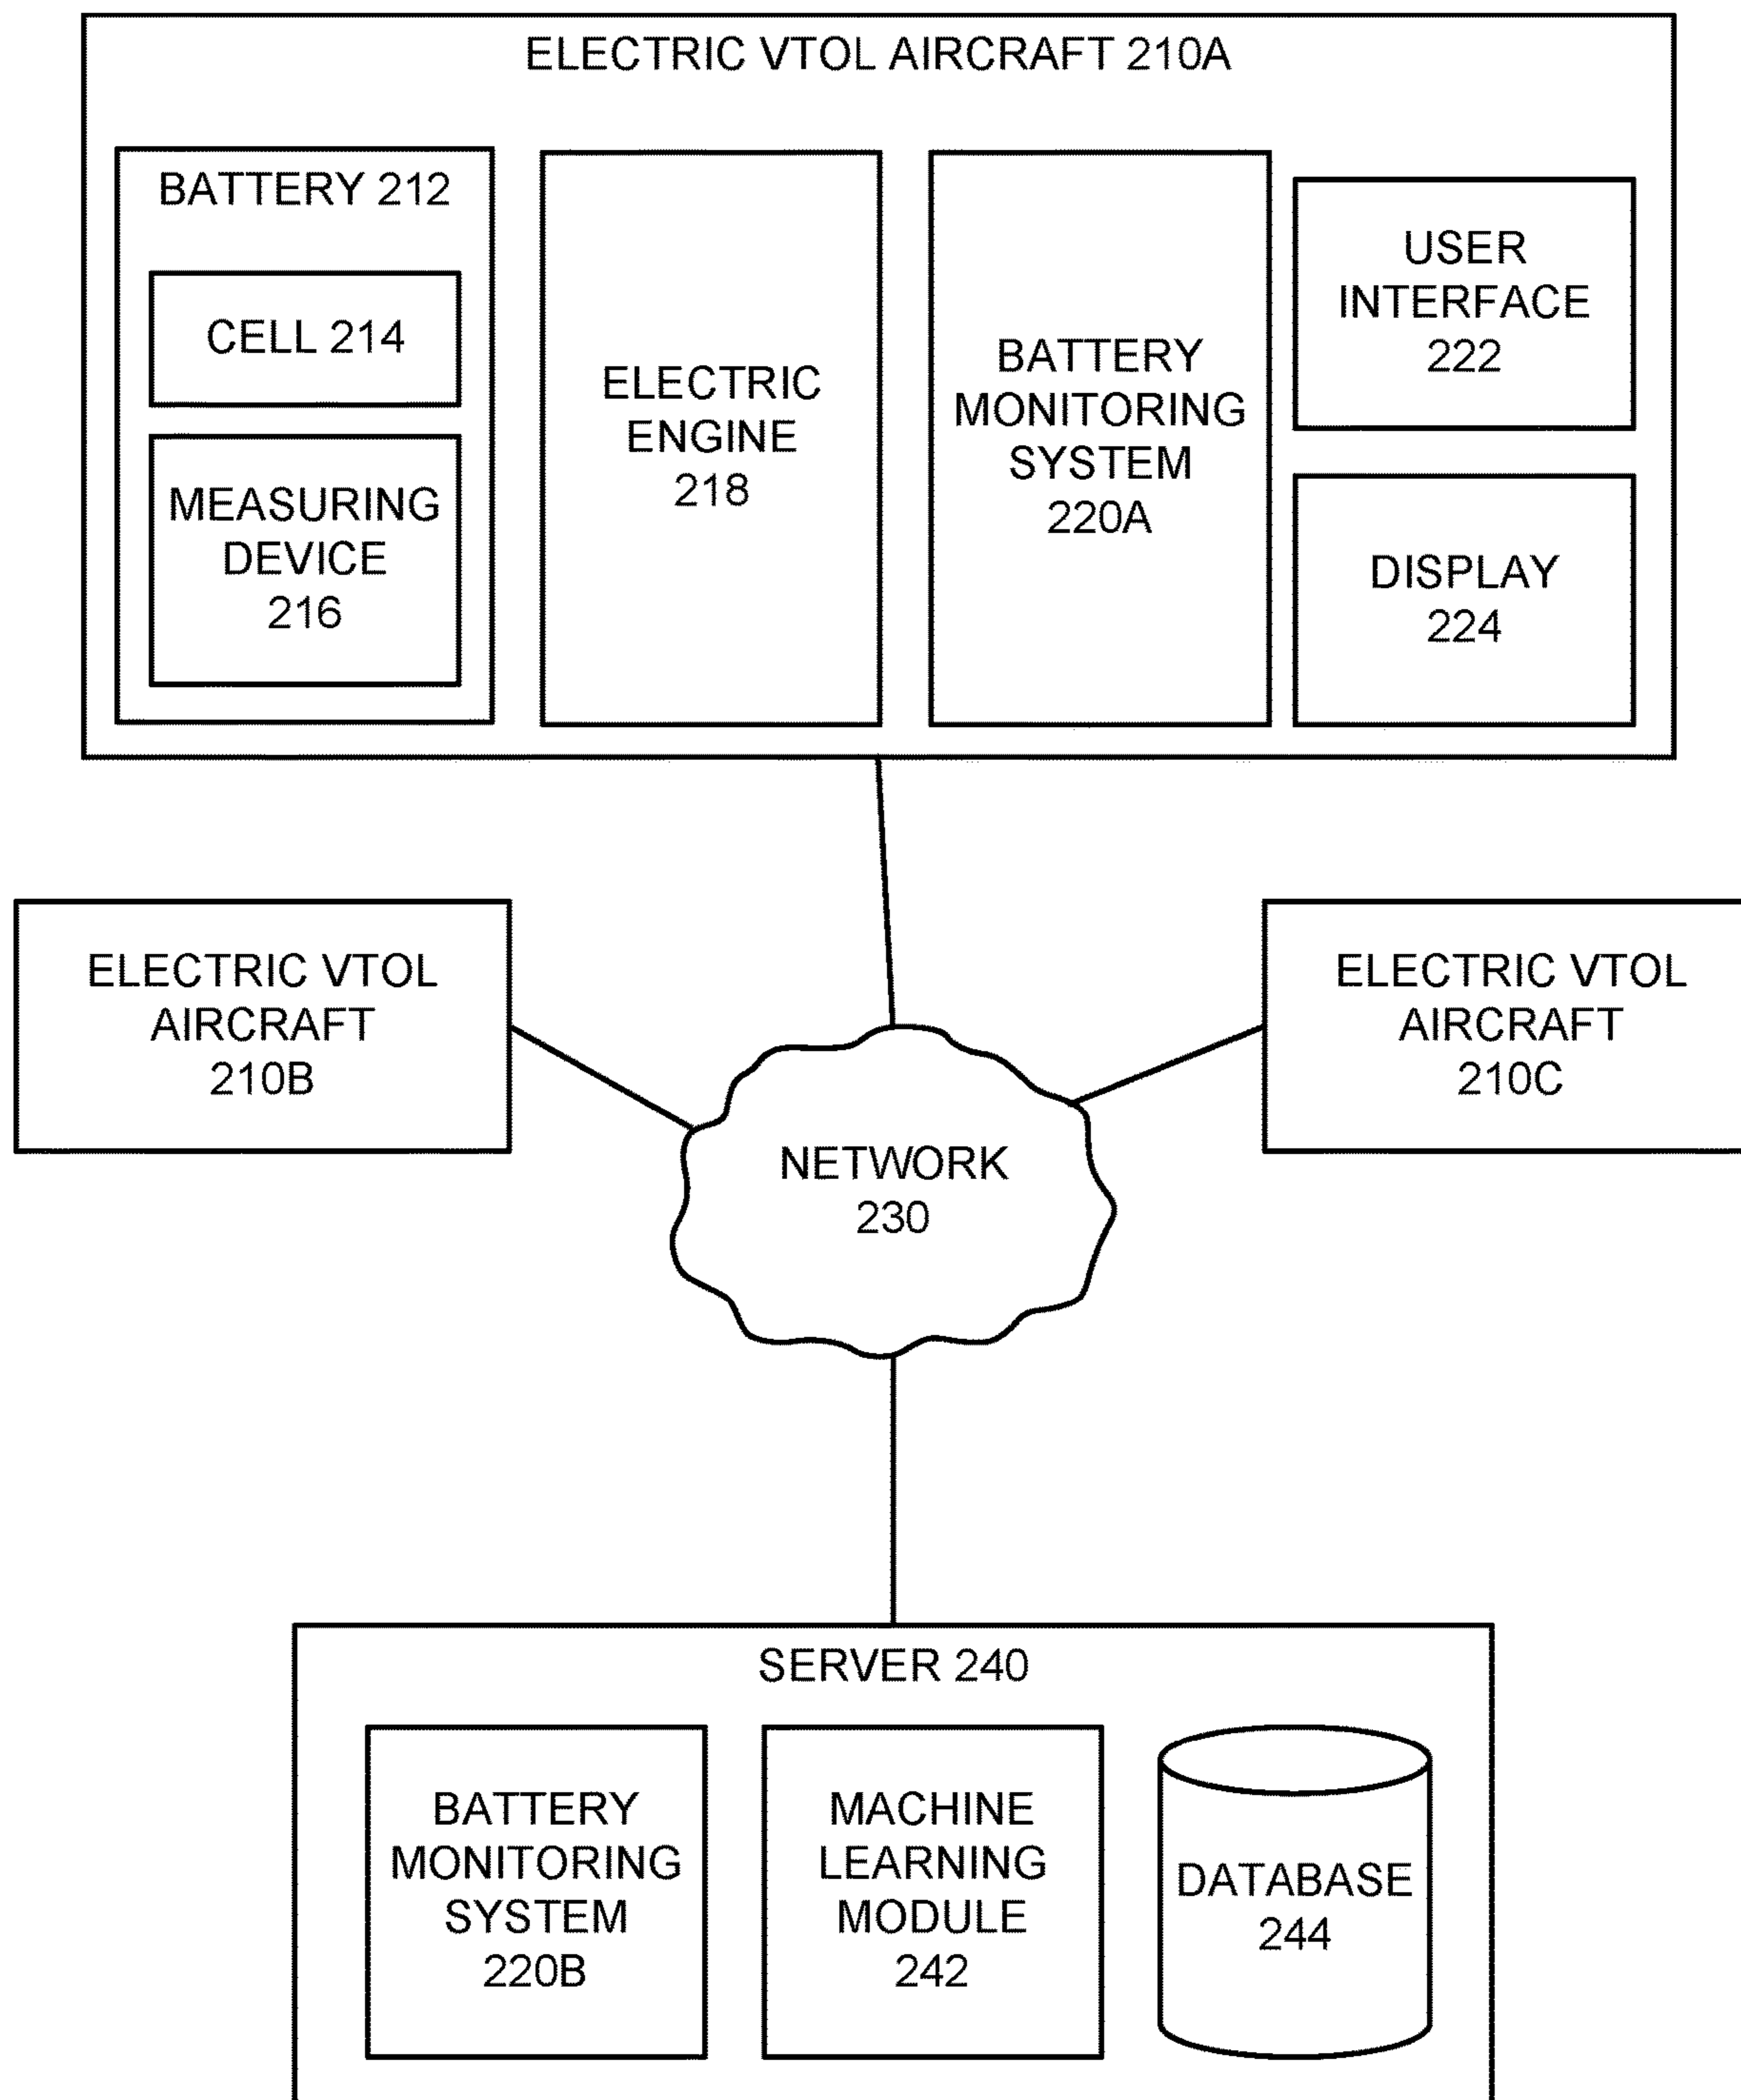 ELECTRIC VTOL AIRCRAFT 210A
BATTERY 212
CELL 214
MEASURING
DEVICE
216
ELECTRIC
ENGINE
218
BATTERY
MONITORING
SYSTEM
220A
USER
INTERFACE
222
DISPLAY
224
ELECTRIC VTOL
AIRCRAFT
210B
ELECTRIC VTOL
AIRCRAFT
210C
NETWORK
230
SERVER 240
BATTERY
MONITORING
SYSTEM
220B
MACHINE
LEARNING
MODULE
242
DATABASE
244